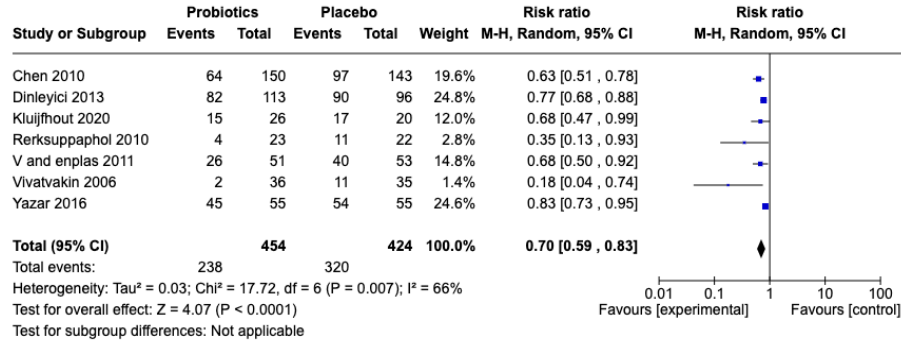 Probiotics Placebo Risk ratio Risk ratio
Study or Subgroup Events Total Events Total Weight M-H, Random, 95% CI M-H, Random, 95% CI
Chen 2010 64 150 97 143 19.6% 0.63 [0.51 , 0.78]
Dinleyici 2013 82 113 90 96 24.8% 0.77 [0.68 , 0.88]
Kluijfhout 2020 15 26 17 20 12.0% 0.68 [0.47 , 0.99]
Rerksuppaphol 2010 4 23 11 22 2.8% 0.35 [0.13 , 0.93]
V and enplas 2011 26 51 40 53 14.8% 0.68 [0.50 , 0.92]
Vivatvakin 2006 2 36 11 35 1.4% 0.18 [0.04 , 0.74]
Yazar 2016 45 55 54 55 24.6% 0.83 [0.73 , 0.95]
Total (95% CI) 454 424 100.0% 0.70 [0.59 , 0.83]
Total events: 238 320
Heterogeneity: Tau² = 0.03; Chi² = 17.72, df = 6 (P = 0.007); I² = 66%
0.01 0.1 1 10 100
Test for overall effect: Z = 4.07 (P < 0.0001)
Favours [experimental] Favours [control]
Test for subgroup differences: Not applicable